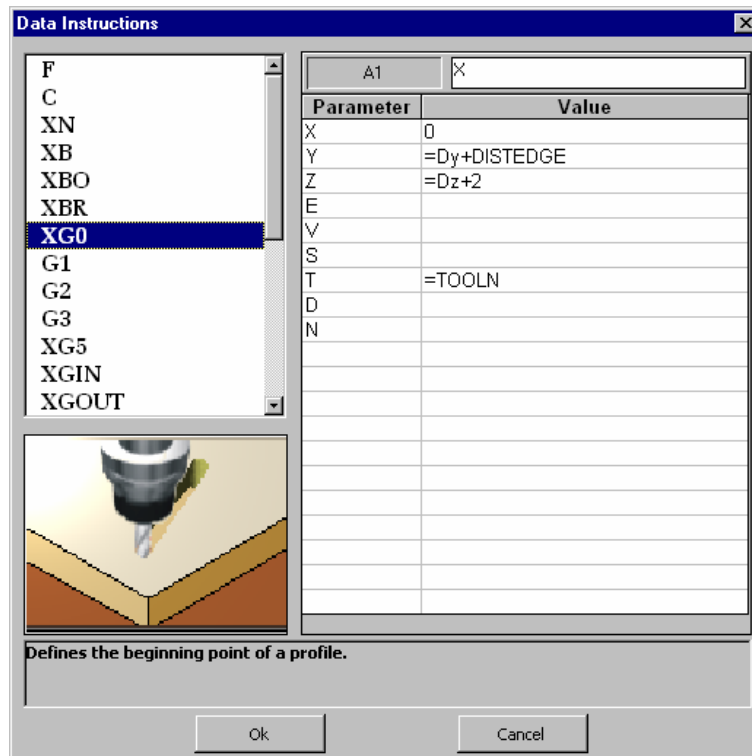 Data Instructions
F
C
XN
XB
XBO
XBR
XG0
G1
G2
G3
XG5
XGIN
XGOUT
A1 X
Parameter Value
X 0
Y =Dy+DISTEDGE
Z =Dz+2
E
V
S
T =TOOLN
D
N
Defines the beginning point of a profile.
Ok Cancel